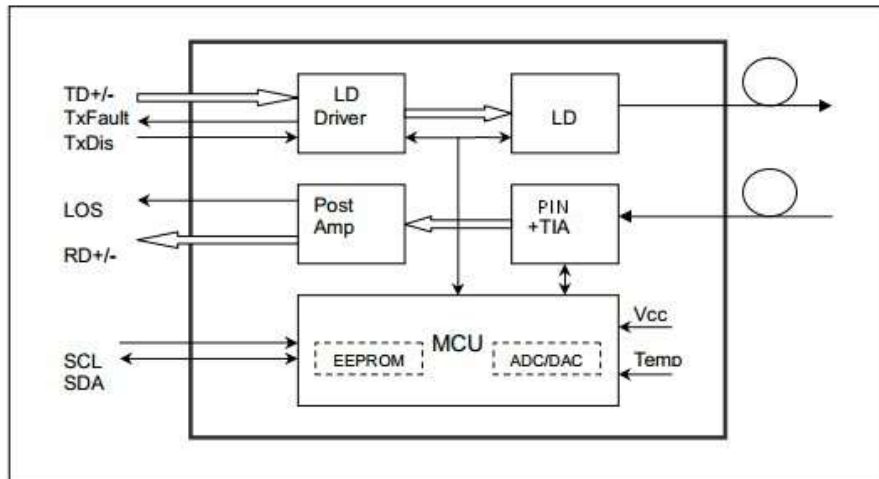 TD+/-
TxFault
TxDis
LD
Driver
LD
LOS
RD+/-
Post
Amp
PIN
+TIA
SCL
SDA
MCU
EEPROM
ADC/DAC
Vcc
Temp